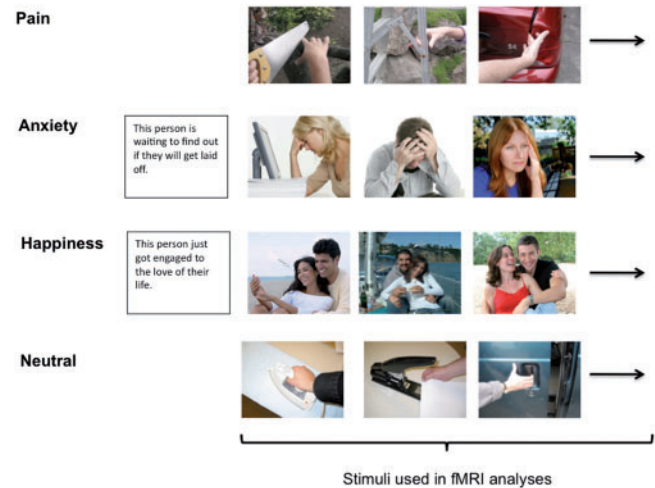 Pain
Anxiety
This person is
waiting to find out
if they will get laid
off.
Happiness
This person just
got engaged to
the love of their
life.
Neutral
Stimuli used in fMRI analyses